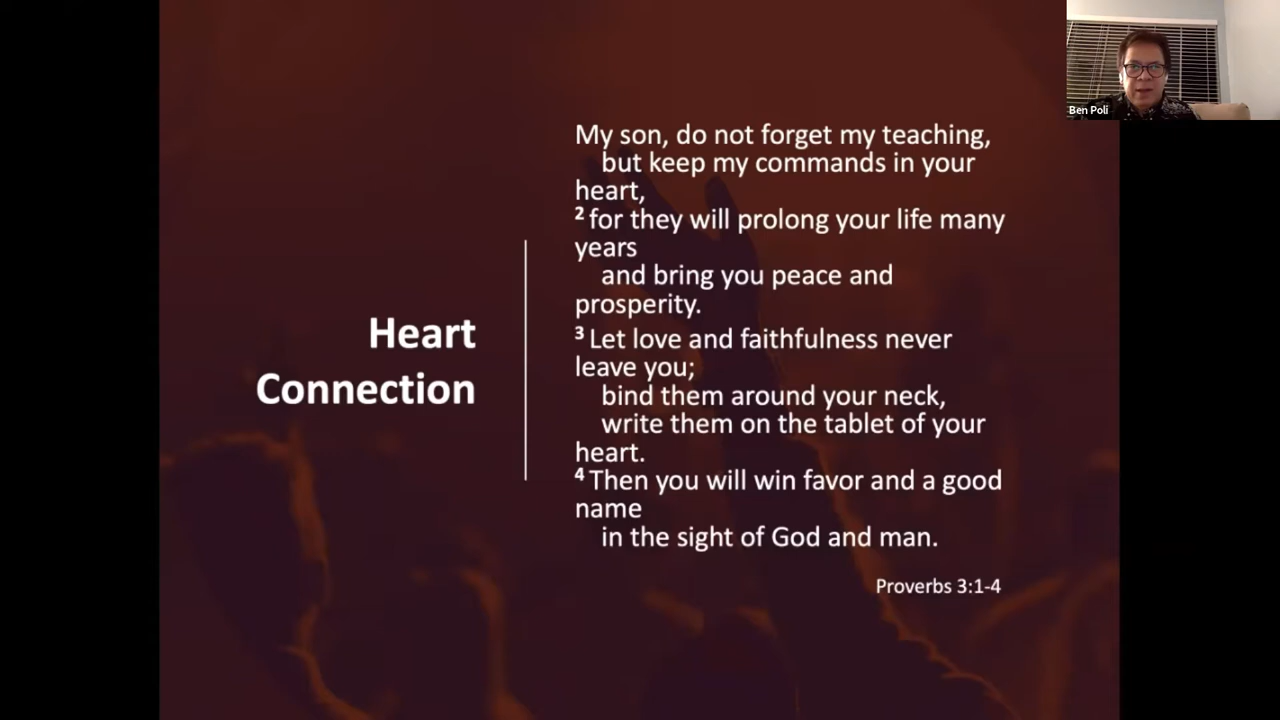 Ben Poli
Heart
Connection
My son, do not forget my teaching,
but keep my commands in your
heart,
2 for they will prolong your life many
years
and bring you peace and
prosperity.
3 Let love and faithfulness never
leave you;
bind them around your neck,
write them on the tablet of your
heart.
4 Then you will win favor and a good
name
in the sight of God and man.
Proverbs 3:1-4